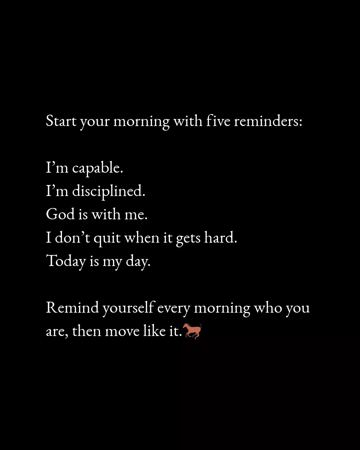 Start your morning with five reminders:
I’m capable.
I’m disciplined.
God is with me.
I don’t quit when it gets hard.
Today is my day.
Remind yourself every morning who you
are, then move like it.🐎